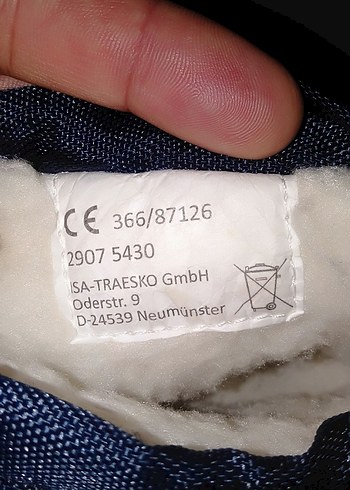 CE 366/87126
2907 5430
ISA-TRAESKO GmbH
Oderstr. 9
D-24539 Neumünster